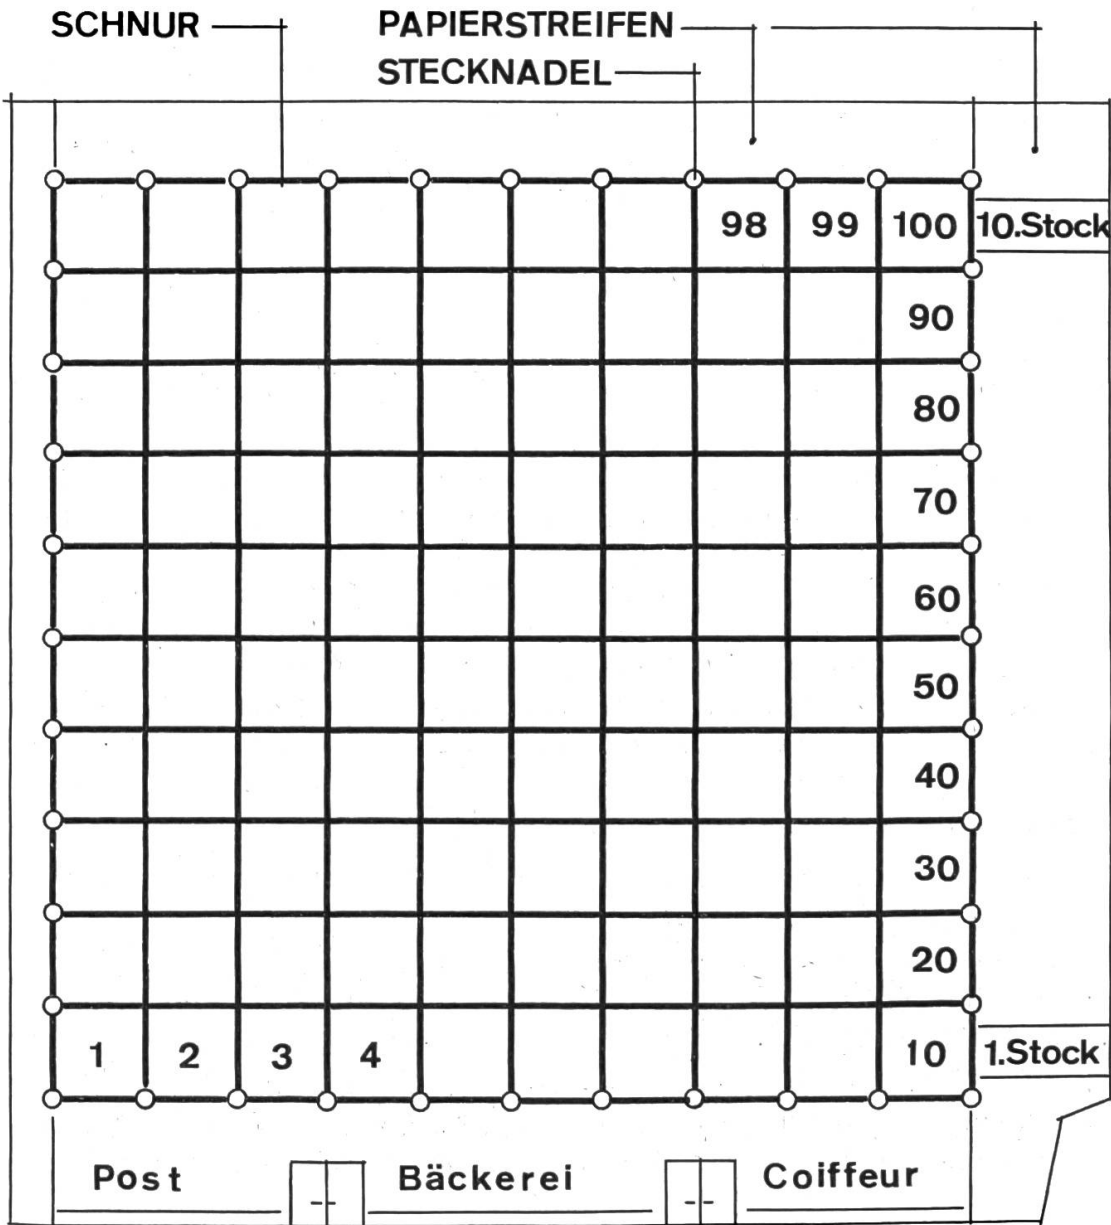 SCHNUR PAPIERSTREIFEN
STECKNADEL
98 99 100 10.Stock
90
80
70
60
50
40
30
20
1 2 3 4 10 1.Stock
Post Bäckerei Coiffeur